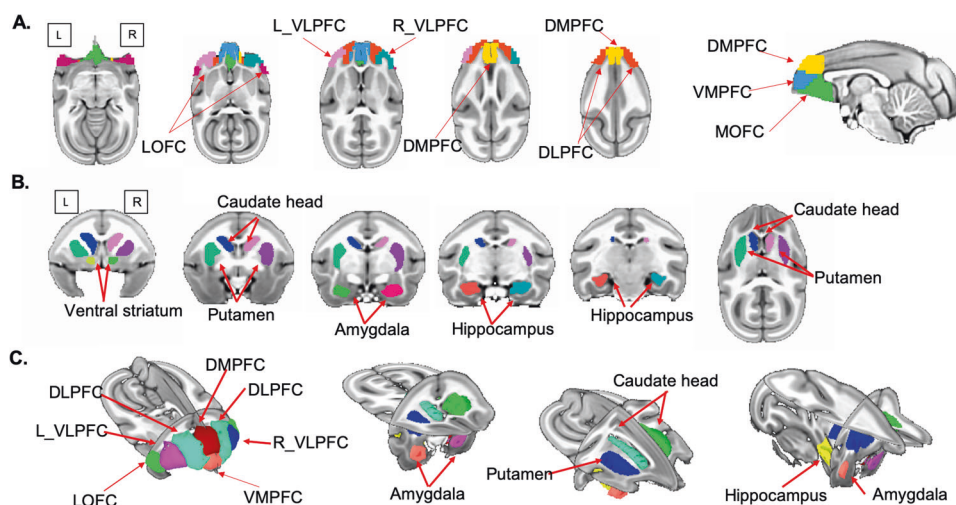 A.
L R
L_VLPFC R_VLPFC
DMPFC
DMPFC
VMPFC
MOFC
LOFC
DMPFC
DLPFC
B.
L R
Caudate head
Caudate head
Putamen
Ventral striatum
Putamen
Amygdala
Hippocampus
Hippocampus
C.
DMPFC
DLPFC
DLPFC
L_VLPFC
R_VLPFC
LOFC
VMPFC
Amygdala
Caudate head
Putamen
Hippocampus
Amygdala